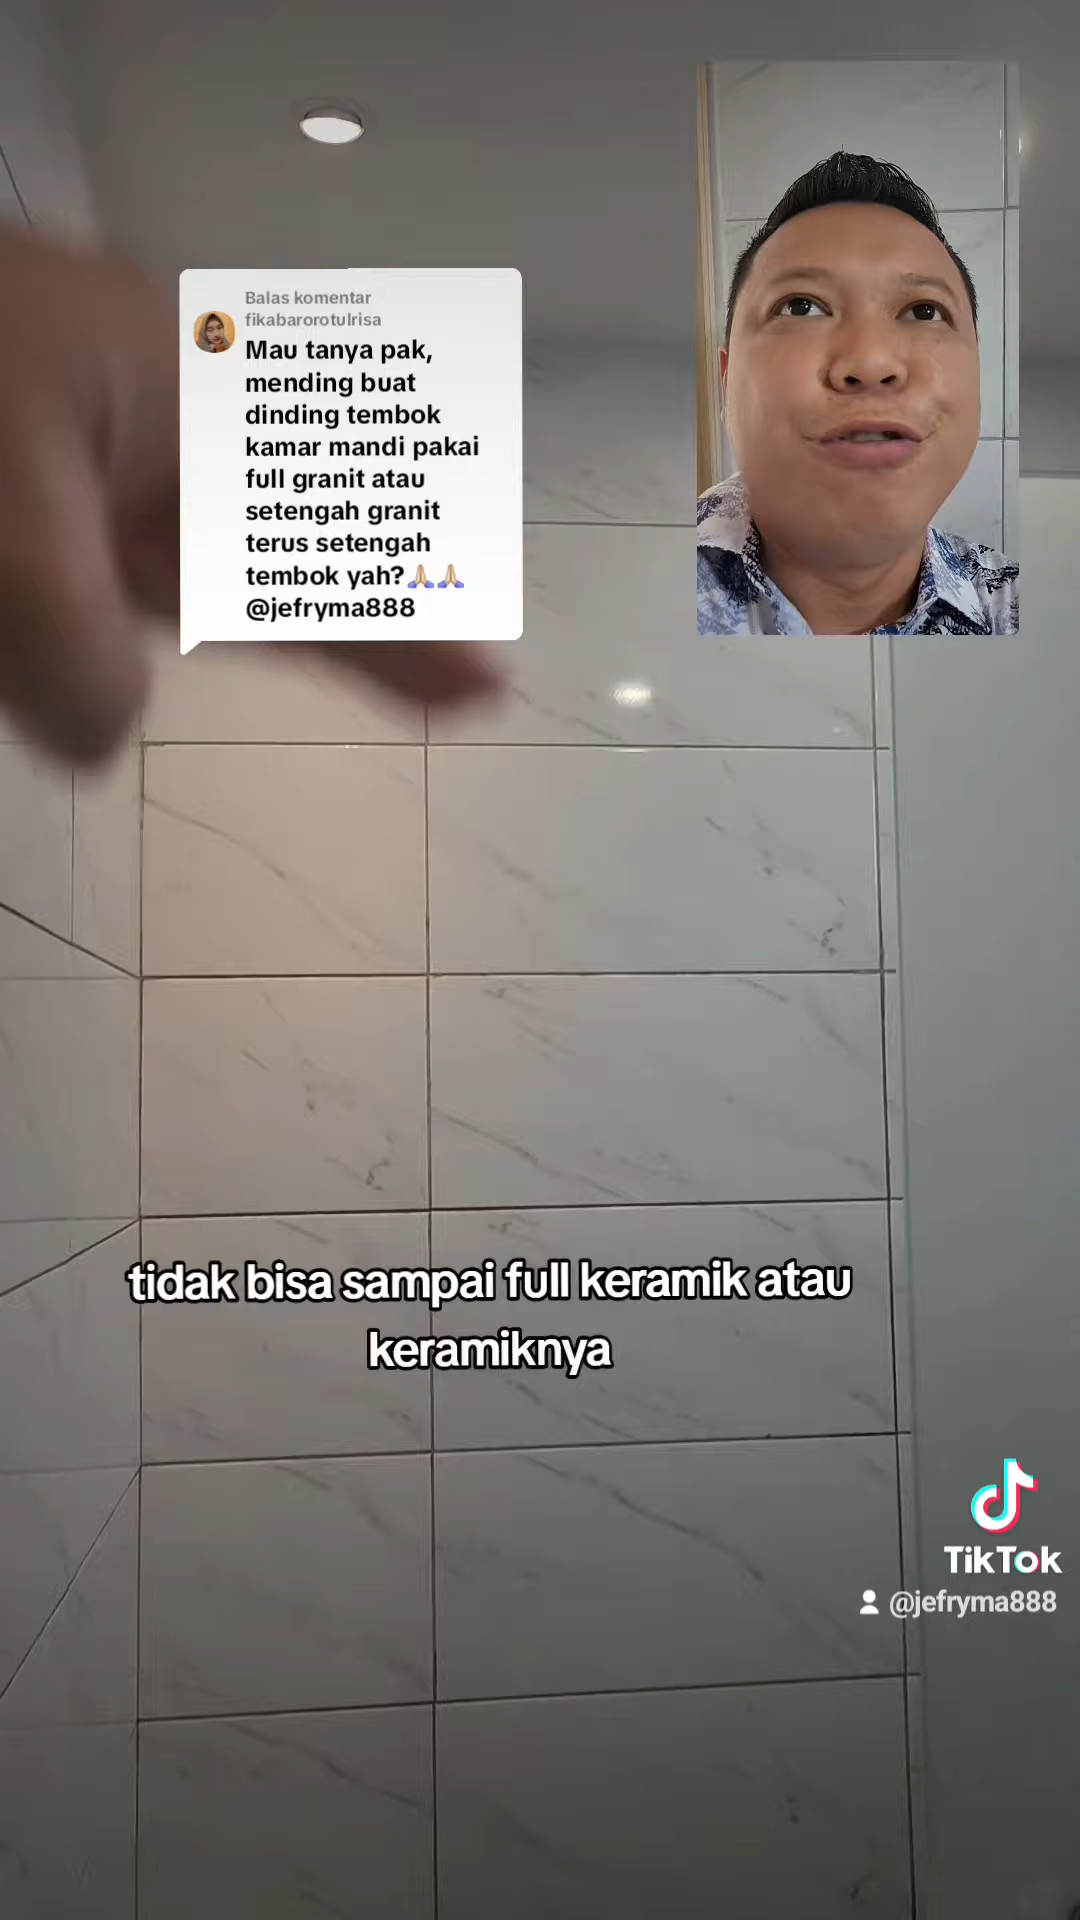 Balas komentar
fikabarorotulrisa
Mau tanya pak,
mending buat
dinding tembok
kamar mandi pakai
full granit atau
setengah granit
terus setengah
tembok yah?🙏🏼🙏🏼
@jefryma888
tidak bisa sampai full keramik atau
keramiknya
TikTok
@jefryma888